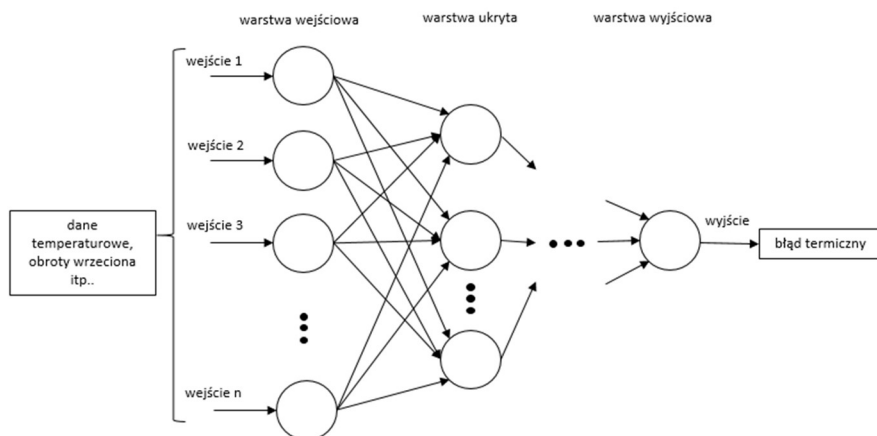 warstwa wejściowa
warstwa ukryta
warstwa wyjściowa
wejście 1
wejście 2
wejście 3
wejście n
dane
temperaturowe,
obroty wrzeciona
itp..
wyjście
błąd termiczny